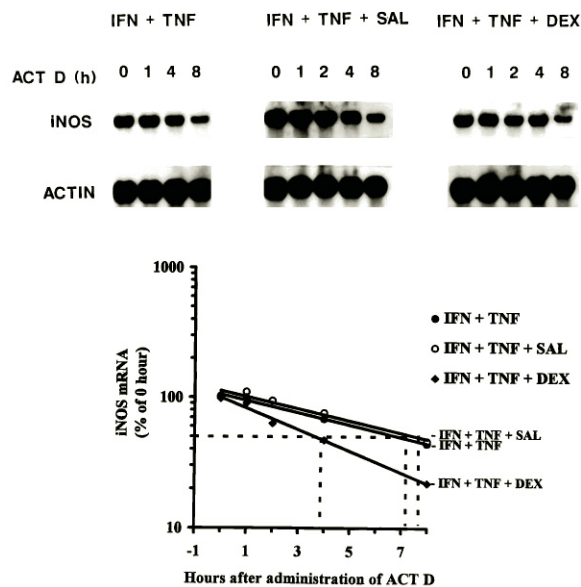 IFN + TNF
IFN + TNF + SAL
IFN + TNF + DEX
ACT D (h) 0 1 4 8 0 1 2 4 8 0 1 2 4 8
iNOS
ACTIN
1000
100
10
iNOS mRNA
(% of 0 hour)
IFN + TNF
IFN + TNF + SAL
IFN + TNF + DEX
IFN + TNF + SAL
IFN + TNF
IFN + TNF + DEX
-1 1 3 5 7
Hours after administration of ACT D